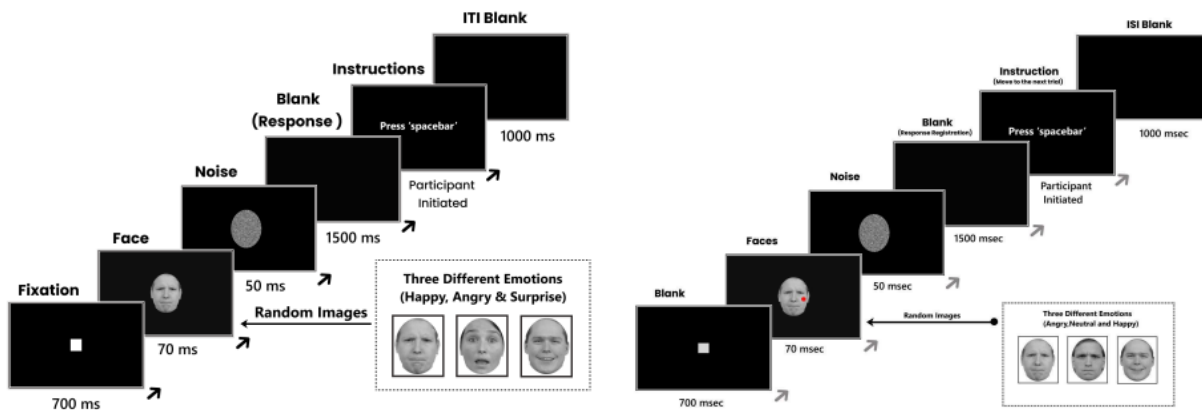 ITI Blank
Instructions
Press 'spacebar'
1000 ms
Blank
(Response )
Participant
Initiated
Noise
1500 ms
Face
50 ms
Fixation
70 ms
700 ms
Random Images
Three Different Emotions
(Happy, Angry & Surprise)
ISI Blank
Instruction
(Move to the next trial)
Press 'spacebar'
1000 msec
Blank
(Response Registration)
Participant
Initiated
Noise
1500 msec
Faces
50 msec
Blank
70 msec
700 msec
Random Images
Three Different Emotions
(Angry,Neutral and Happy)